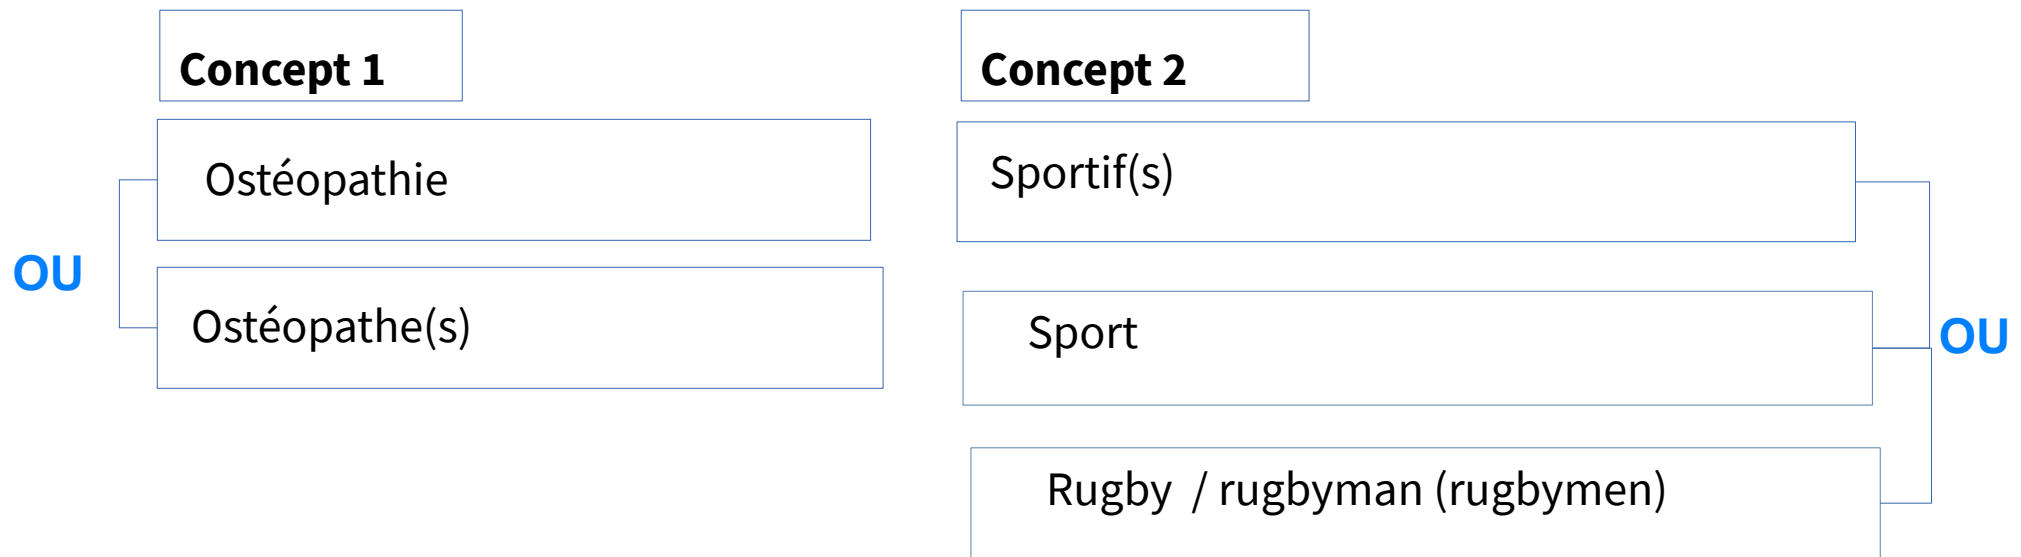 Concept 1
Concept 2
Ostéopathie
Sportif(s)
OU
Ostéopathe(s)
Sport
OU
Rugby / rugbyman (rugbymen)